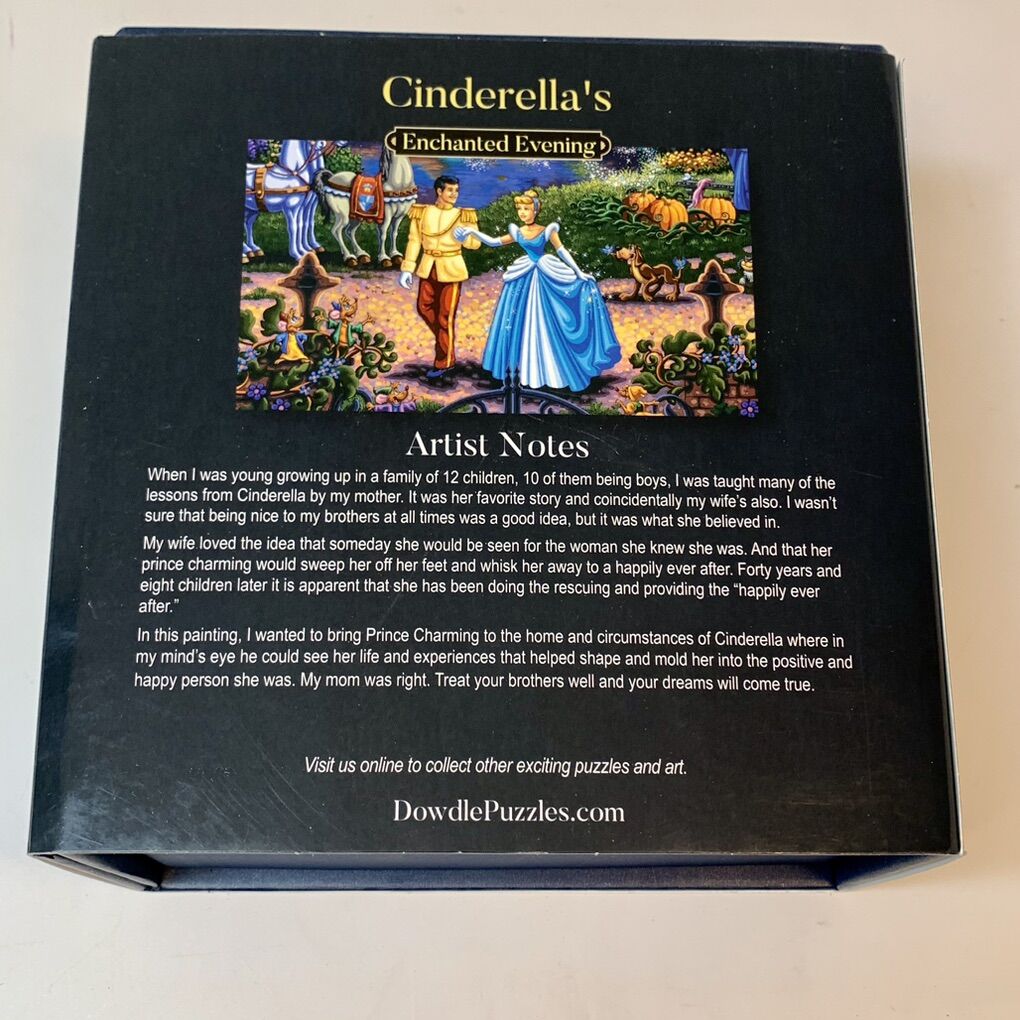 Cinderella's
Enchanted Evening
Artist Notes
When I was young growing up in a family of 12 children, 10 of them being boys, I was taught many of the
lessons from Cinderella by my mother. It was her favorite story and coincidentally my wife's also. I wasn't
sure that being nice to my brothers at all times was a good idea, but it was what she believed in.
My wife loved the idea that someday she would be seen for the woman she knew she was. And that her
prince charming would sweep her off her feet and whisk her away to a happily ever after. Forty years and
eight children later it is apparent that she has been doing the rescuing and providing the “happily ever
after.”
In this painting, I wanted to bring Prince Charming to the home and circumstances of Cinderella where in
my mind's eye he could see her life and experiences that helped shape and mold her into the positive and
happy person she was. My mom was right. Treat your brothers well and your dreams will come true.
Visit us online to collect other exciting puzzles and art.
DowdlePuzzles.com